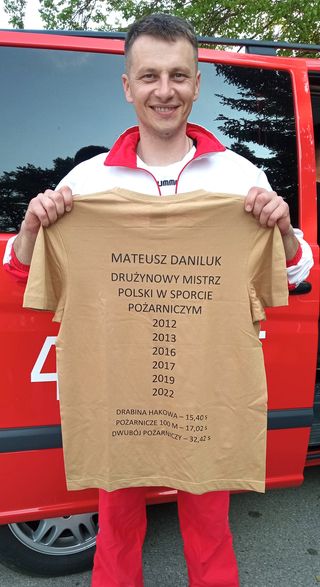 hummel
MATEUSZ DANILUK
DRUŻYNOWY MISTRZ
POLSKI W SPORCIE
POŻARNICZYM
2012
2013
2016
2017
2019
2022
DRABINA HAKOWA – 15,40 s
POŻARNICZE 100 M – 17,02 s
DWUBÓJ POŻARNICZY – 32,42 s